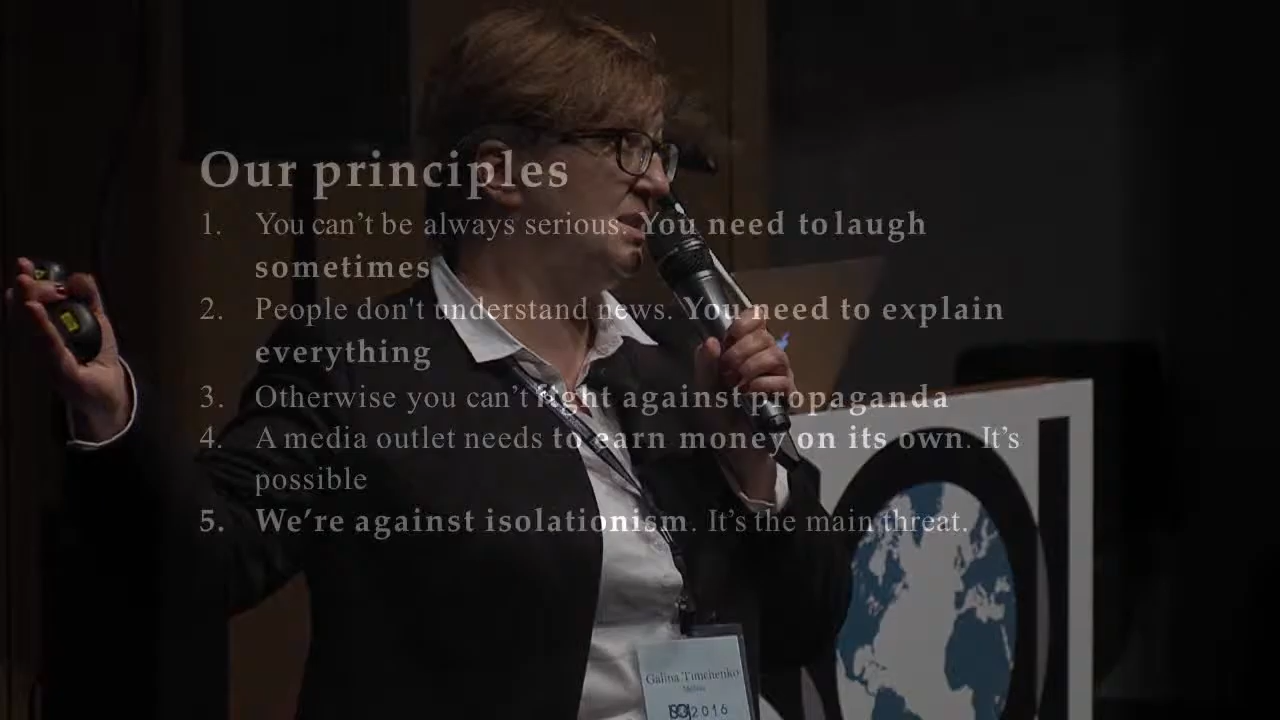 Our principles
1. You can't be always serious. You need to laugh
sometimes
2. People don't understand news. You need to explain
everything
3. Otherwise you can't fight against propaganda
4. A media outlet needs to earn money on its own. It's
possible
5. We're against isolationism. It's the main threat.
Galina Timchenko
2016